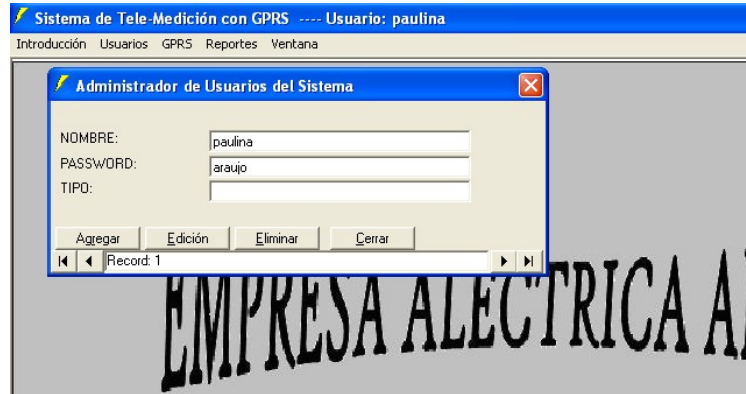 Sistema de Tele-Medición con GPRS ---- Usuario: paulina
Introducción Usuarios GPRS Reportes Ventana
Administrador de Usuarios del Sistema
NOMBRE: paulina
PASSWORD: araujo
TIPO:
Agregar Edición Eliminar Cerrar
Record: 1
EMPRESA ALECTRICA